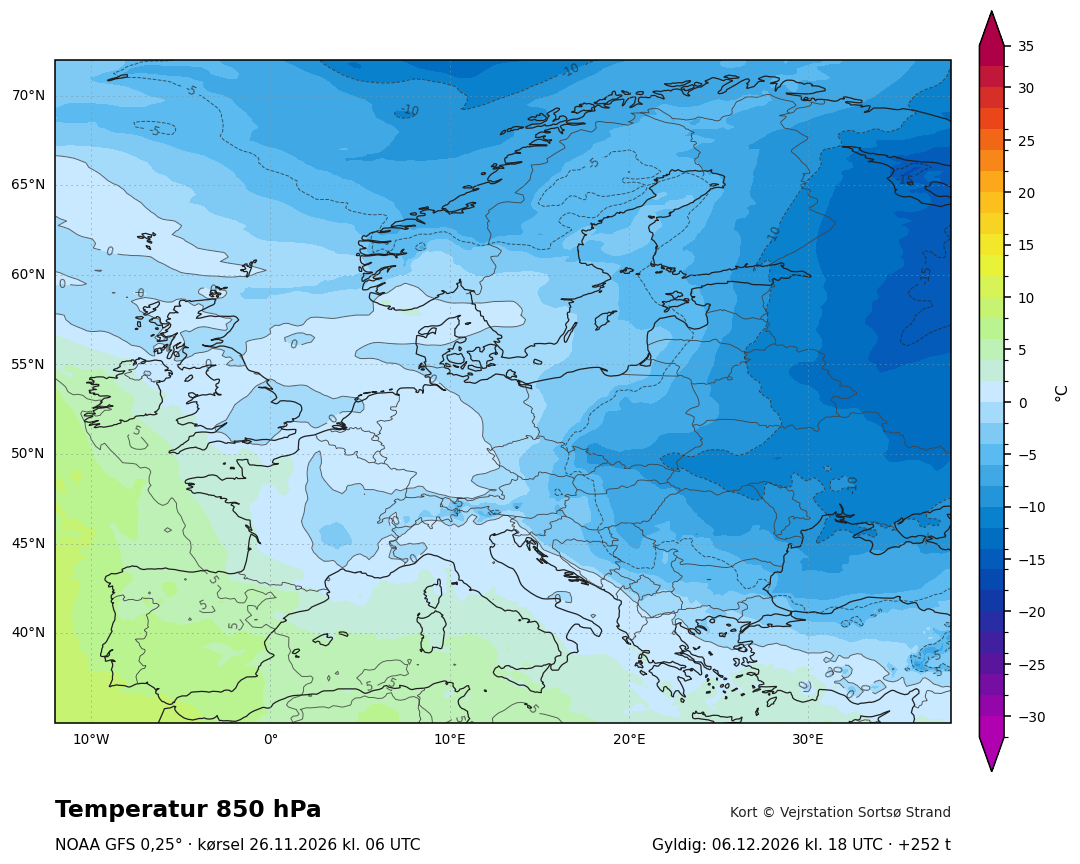 35
30
25
20
15
10
5
0
−5
−10
−15
−20
−25
−30
°C
70°N
65°N
60°N
55°N
50°N
45°N
40°N
10°W
0°
10°E
20°E
30°E
Temperatur 850 hPa
Kort © Vejrstation Sortsø Strand
NOAA GFS 0,25° · kørsel 26.11.2026 kl. 06 UTC
Gyldig: 06.12.2026 kl. 18 UTC · +252 t